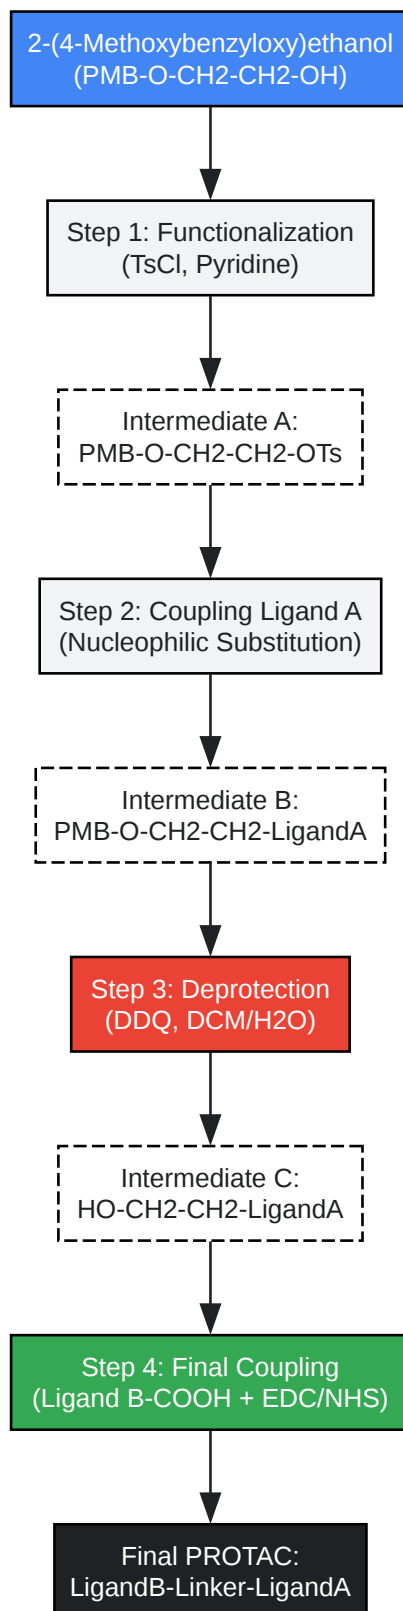 2-(4-Methoxybenzyloxy)ethanol
(PMB-O-CH2-CH2-OH)
Step 1: Functionalization
(TsCl, Pyridine)
Intermediate A:
PMB-O-CH2-CH2-OTs
Step 2: Coupling Ligand A
(Nucleophilic Substitution)
Intermediate B:
PMB-O-CH2-CH2-LigandA
Step 3: Deprotection
(DDQ, DCM/H2O)
Intermediate C:
HO-CH2-CH2-LigandA
Step 4: Final Coupling
(Ligand B-COOH + EDC/NHS)
Final PROTAC:
LigandB-Linker-LigandA